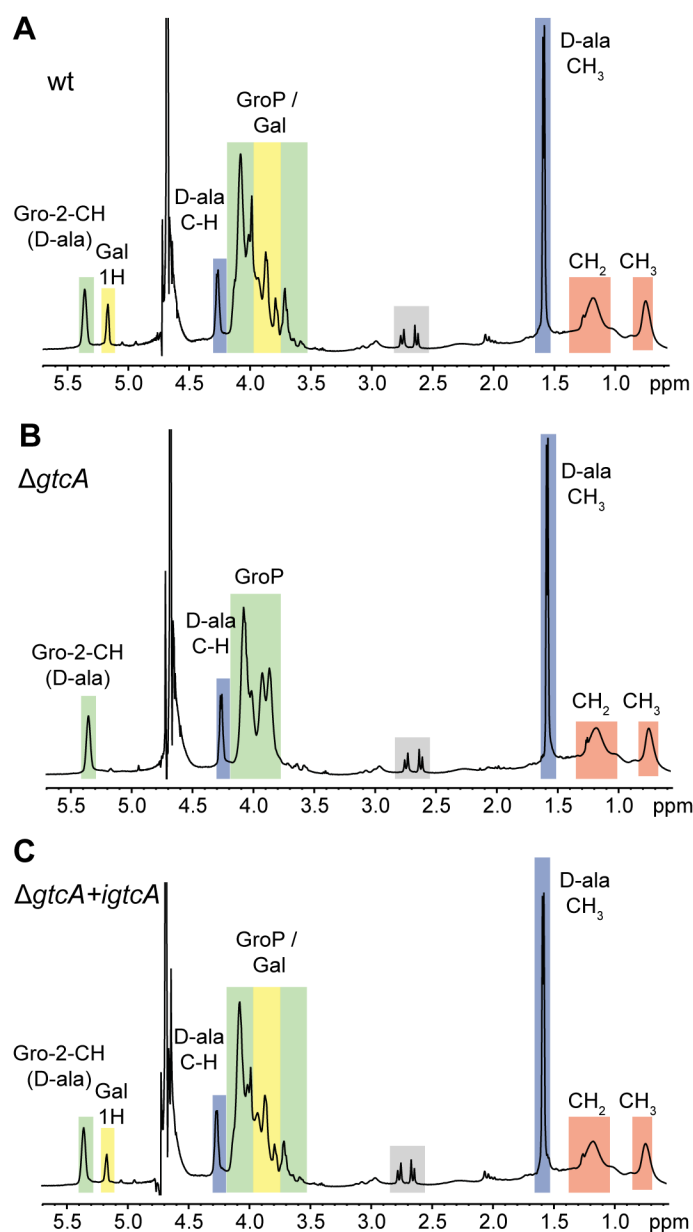 A
wt
D-ala
CH₃
GroP /
Gal
D-ala
C-H
Gro-2-CH
(D-ala)
Gal
1H
CH₂
CH₃
5.5 5.0 4.5 4.0 3.5 3.0 2.5 2.0 1.5 1.0 ppm
B
ΔgtcA
D-ala
CH₃
GroP
D-ala
C-H
Gro-2-CH
(D-ala)
CH₂
CH₃
5.5 5.0 4.5 4.0 3.5 3.0 2.5 2.0 1.5 1.0 ppm
C
ΔgtcA+igtcA
D-ala
CH₃
GroP /
Gal
D-ala
C-H
Gro-2-CH
(D-ala)
Gal
1H
CH₂
CH₃
5.5 5.0 4.5 4.0 3.5 3.0 2.5 2.0 1.5 1.0 ppm